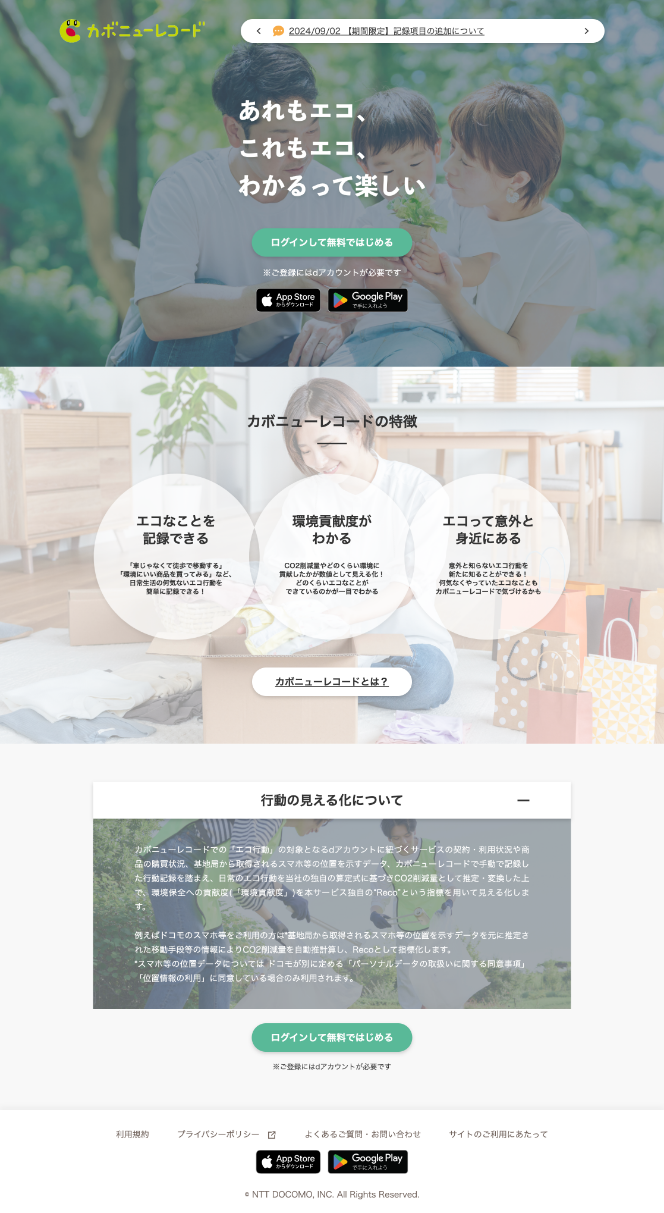 カボニューレコード
2024/09/02 【期間限定】記録項目の追加について
あれもエコ、
これもエコ、
わかるって楽しい
ログインして無料ではじめる
※ご登録にはdアカウントが必要です
App Store
からダウンロード
Google Play
で手に入れよう
カボニューレコードの特徴
エコなことを
記録できる
「車じゃなくて徒歩で移動する」
「環境にいい商品を買ってみる」など、
日常生活の何気ないエコ行動を
簡単に記録できる！
環境貢献度が
わかる
CO2削減量やどのくらい環境に
貢献したかが数値として見える化！
どのくらいエコなことが
できているのかが一目でわかる
エコって意外と
身近にある
意外と知らないエコ行動を
新たに知ることができる！
何気なくやっていたエコなことも
カボニューレコードで気づけるかも
カボニューレコードとは？
行動の見える化について
カボニューレコードでの「エコ行動」の対象となるdアカウントに紐づくサービスの契約・利用状況や商
品の購買状況、基地局から取得されるスマホ等の位置を示すデータ、カボニューレコードで手動で記録し
た行動記録を踏まえ、日常のエコ行動を当社の独自の算定式に基づきCO2削減量として推定・変換した上
で、環境保全への貢献度(「環境貢献度」)を本サービス独自の"Reco"という指標を用いて見える化しま
す。
例えばドコモのスマホ等をご利用の方は*基地局から取得されるスマホ等の位置を示すデータを元に推定さ
れた移動手段等の情報によりCO2削減量を自動推計算し、Recoとして指標化します。
*スマホ等の位置データについては ドコモが別に定める「パーソナルデータの取扱いに関する同意事項」
「位置情報の利用」に同意している場合のみ利用されます。
ログインして無料ではじめる
※ご登録にはdアカウントが必要です
利用規約 プライバシーポリシー よくあるご質問・お問い合わせ サイトのご利用にあたって
App Store
からダウンロード
Google Play
で手に入れよう
© NTT DOCOMO, INC. All Rights Reserved.